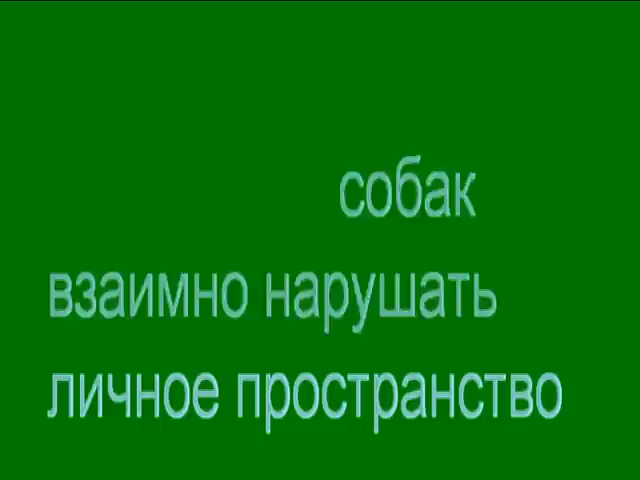 собак
взаимно нарушать
личное пространство